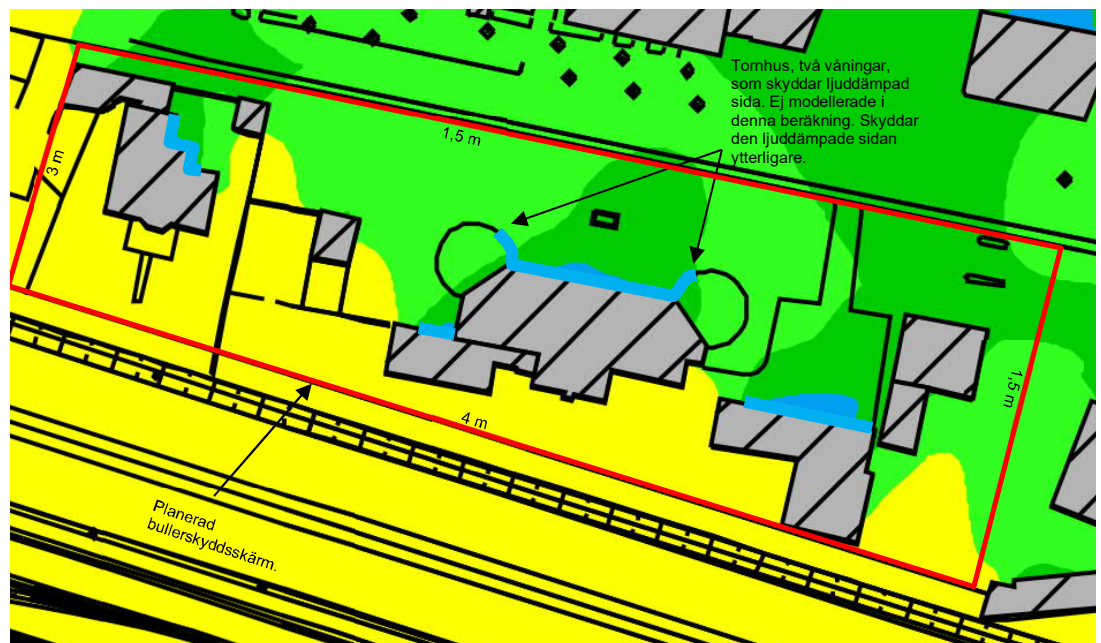 Tornhus, två våningar,
som skyddar ljuddämpad
sida. Ej modellerade i
denna beräkning. Skyddar
den ljuddämpade sidan
ytterligare.
1,5 m
3 m
1,5 m
4 m
Planerad
bullerskyddsskärm.